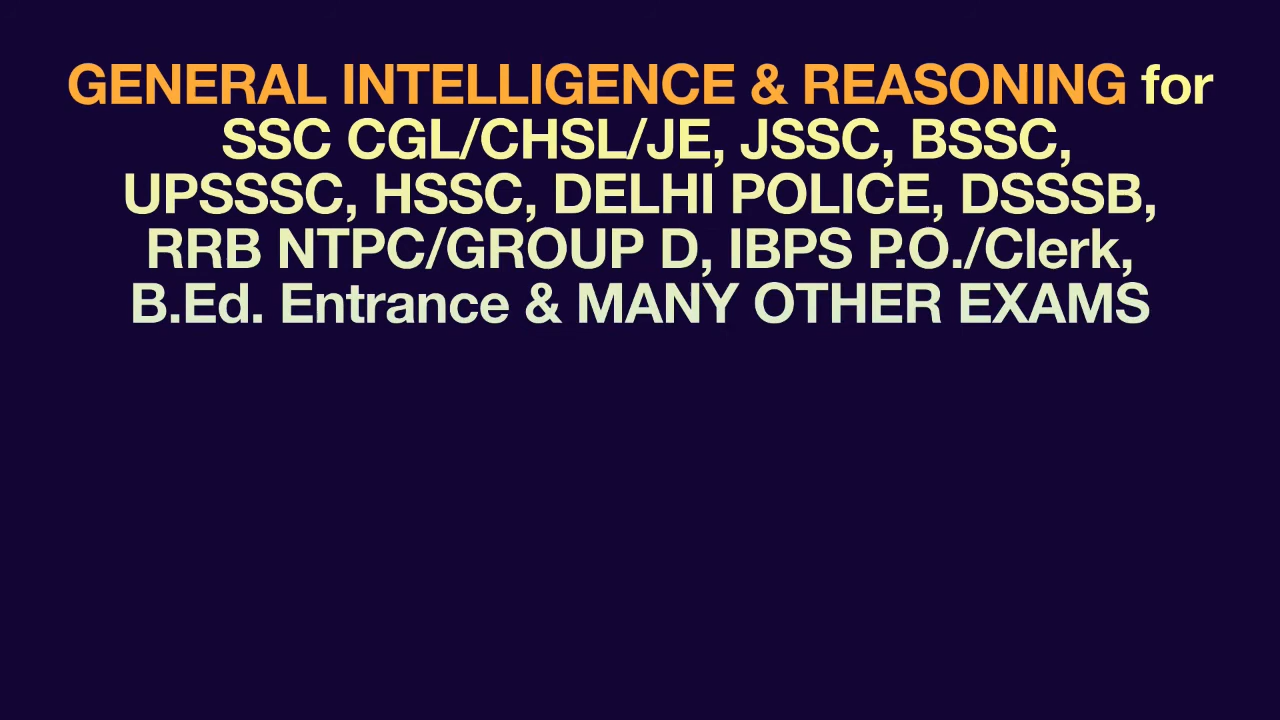 GENERAL INTELLIGENCE & REASONING for
SSC CGL/CHSL/JE, JSSC, BSSC,
UPSSSC, HSSC, DELHI POLICE, DSSSB,
RRB NTPC/GROUP D, IBPS P.O./Clerk,
B.Ed. Entrance & MANY OTHER EXAMS